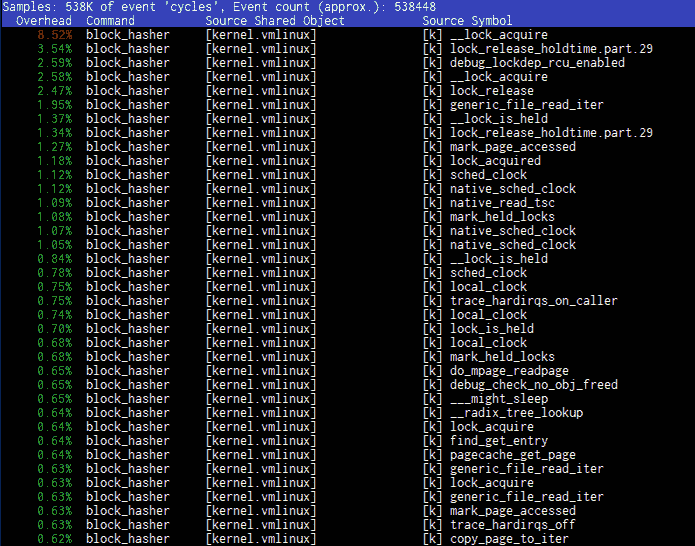 Samples: 538K of event 'cycles', Event count (approx.): 538448
Overhead  Command       Source Shared Object       Source Symbol
8.52%  block_hasher  [kernel.vmlinux]  [k] __lock_acquire
3.54%  block_hasher  [kernel.vmlinux]  [k] lock_release_holdtime.part.29
2.59%  block_hasher  [kernel.vmlinux]  [k] debug_lockdep_rcu_enabled
2.58%  block_hasher  [kernel.vmlinux]  [k] __lock_acquire
2.47%  block_hasher  [kernel.vmlinux]  [k] lock_release
1.95%  block_hasher  [kernel.vmlinux]  [k] generic_file_read_iter
1.37%  block_hasher  [kernel.vmlinux]  [k] __lock_is_held
1.34%  block_hasher  [kernel.vmlinux]  [k] lock_release_holdtime.part.29
1.27%  block_hasher  [kernel.vmlinux]  [k] mark_page_accessed
1.18%  block_hasher  [kernel.vmlinux]  [k] lock_acquired
1.12%  block_hasher  [kernel.vmlinux]  [k] sched_clock
1.12%  block_hasher  [kernel.vmlinux]  [k] native_sched_clock
1.09%  block_hasher  [kernel.vmlinux]  [k] native_read_tsc
1.08%  block_hasher  [kernel.vmlinux]  [k] mark_held_locks
1.07%  block_hasher  [kernel.vmlinux]  [k] native_sched_clock
1.05%  block_hasher  [kernel.vmlinux]  [k] native_sched_clock
0.84%  block_hasher  [kernel.vmlinux]  [k] __lock_is_held
0.78%  block_hasher  [kernel.vmlinux]  [k] sched_clock
0.75%  block_hasher  [kernel.vmlinux]  [k] local_clock
0.75%  block_hasher  [kernel.vmlinux]  [k] trace_hardirqs_on_caller
0.74%  block_hasher  [kernel.vmlinux]  [k] local_clock
0.70%  block_hasher  [kernel.vmlinux]  [k] lock_is_held
0.68%  block_hasher  [kernel.vmlinux]  [k] local_clock
0.68%  block_hasher  [kernel.vmlinux]  [k] mark_held_locks
0.65%  block_hasher  [kernel.vmlinux]  [k] do_mpage_readpage
0.65%  block_hasher  [kernel.vmlinux]  [k] debug_check_no_obj_freed
0.65%  block_hasher  [kernel.vmlinux]  [k] ___might_sleep
0.64%  block_hasher  [kernel.vmlinux]  [k] __radix_tree_lookup
0.64%  block_hasher  [kernel.vmlinux]  [k] lock_acquire
0.64%  block_hasher  [kernel.vmlinux]  [k] find_get_entry
0.64%  block_hasher  [kernel.vmlinux]  [k] pagecache_get_page
0.63%  block_hasher  [kernel.vmlinux]  [k] generic_file_read_iter
0.63%  block_hasher  [kernel.vmlinux]  [k] lock_acquire
0.63%  block_hasher  [kernel.vmlinux]  [k] generic_file_read_iter
0.63%  block_hasher  [kernel.vmlinux]  [k] mark_page_accessed
0.63%  block_hasher  [kernel.vmlinux]  [k] trace_hardirqs_off
0.62%  block_hasher  [kernel.vmlinux]  [k] copy_page_to_iter